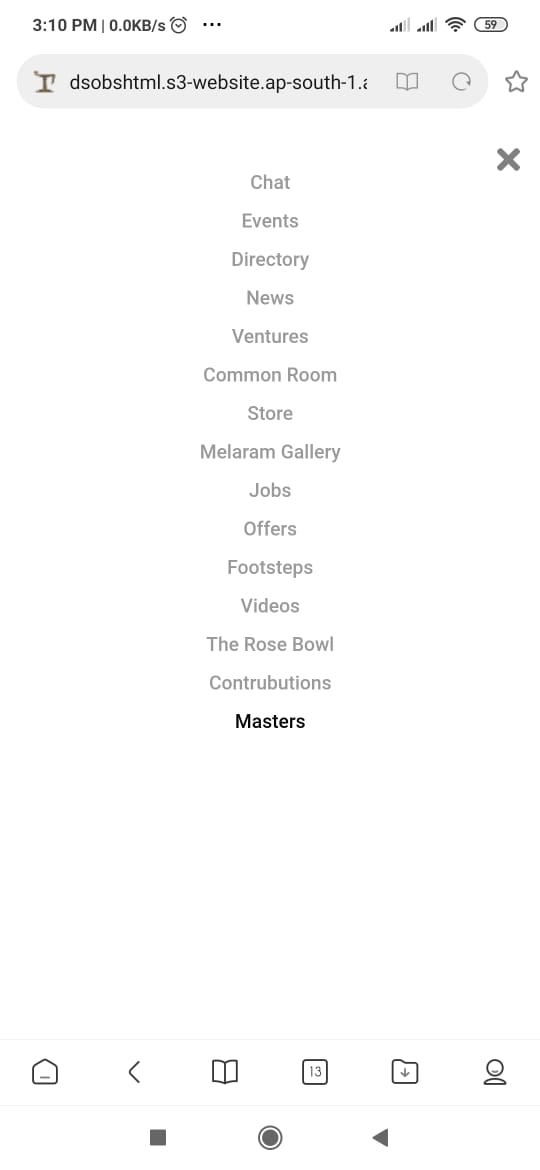 3:10 PM | 0.0KB/s ... 59
dsobshtml.s3-website.ap-south-1.
Chat
Events
Directory
News
Ventures
Common Room
Store
Melaram Gallery
Jobs
Offers
Footsteps
Videos
The Rose Bowl
Contrubutions
Masters
13